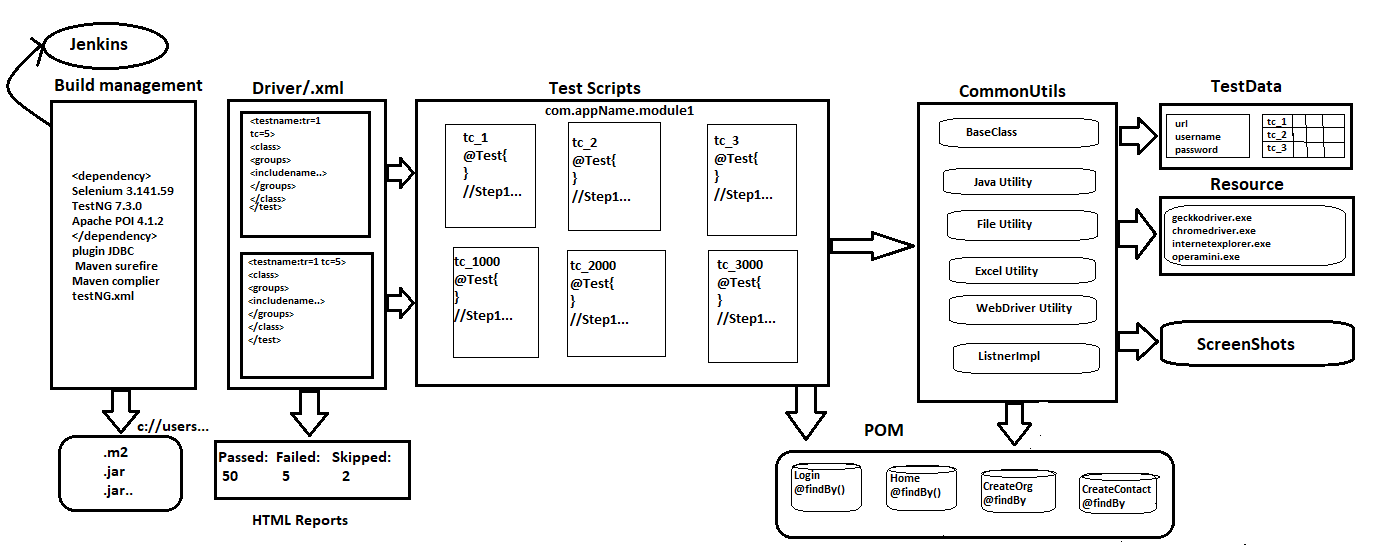 Jenkins
Build management
<dependency>
Selenium 3.141.59
TestNG 7.3.0
Apache POI 4.1.2
</dependency>
plugin JDBC
Maven surefire
Maven complier
testNG.xml
c://users...
.m2
.jar
.jar..
Driver/.xml
<testname:tr=1
tc=5>
<class>
<groups>
<includename..>
</groups>
</class>
</test>
<testname:tr=1 tc=5>
<class>
<groups>
<includename..>
</groups>
</class>
</test>
Passed: Failed: Skipped:
50 5 2
HTML Reports
Test Scripts
com.appName.module1
tc_1
@Test{
}
//Step1...
tc_2
@Test{
}
//Step1...
tc_3
@Test{
}
//Step1...
tc_1000
@Test{
}
//Step1...
tc_2000
@Test{
}
//Step1...
tc_3000
@Test{
}
//Step1...
CommonUtils
BaseClass
Java Utility
File Utility
Excel Utility
WebDriver Utility
ListnerImpl
TestData
url
username
password
tc_1
tc_2
tc_3
Resource
geckkodriver.exe
chromedriver.exe
internetexplorer.exe
operamini.exe
ScreenShots
POM
Login
@findBy()
Home
@findBy()
CreateOrg
@findBy
CreateContact
@findBy